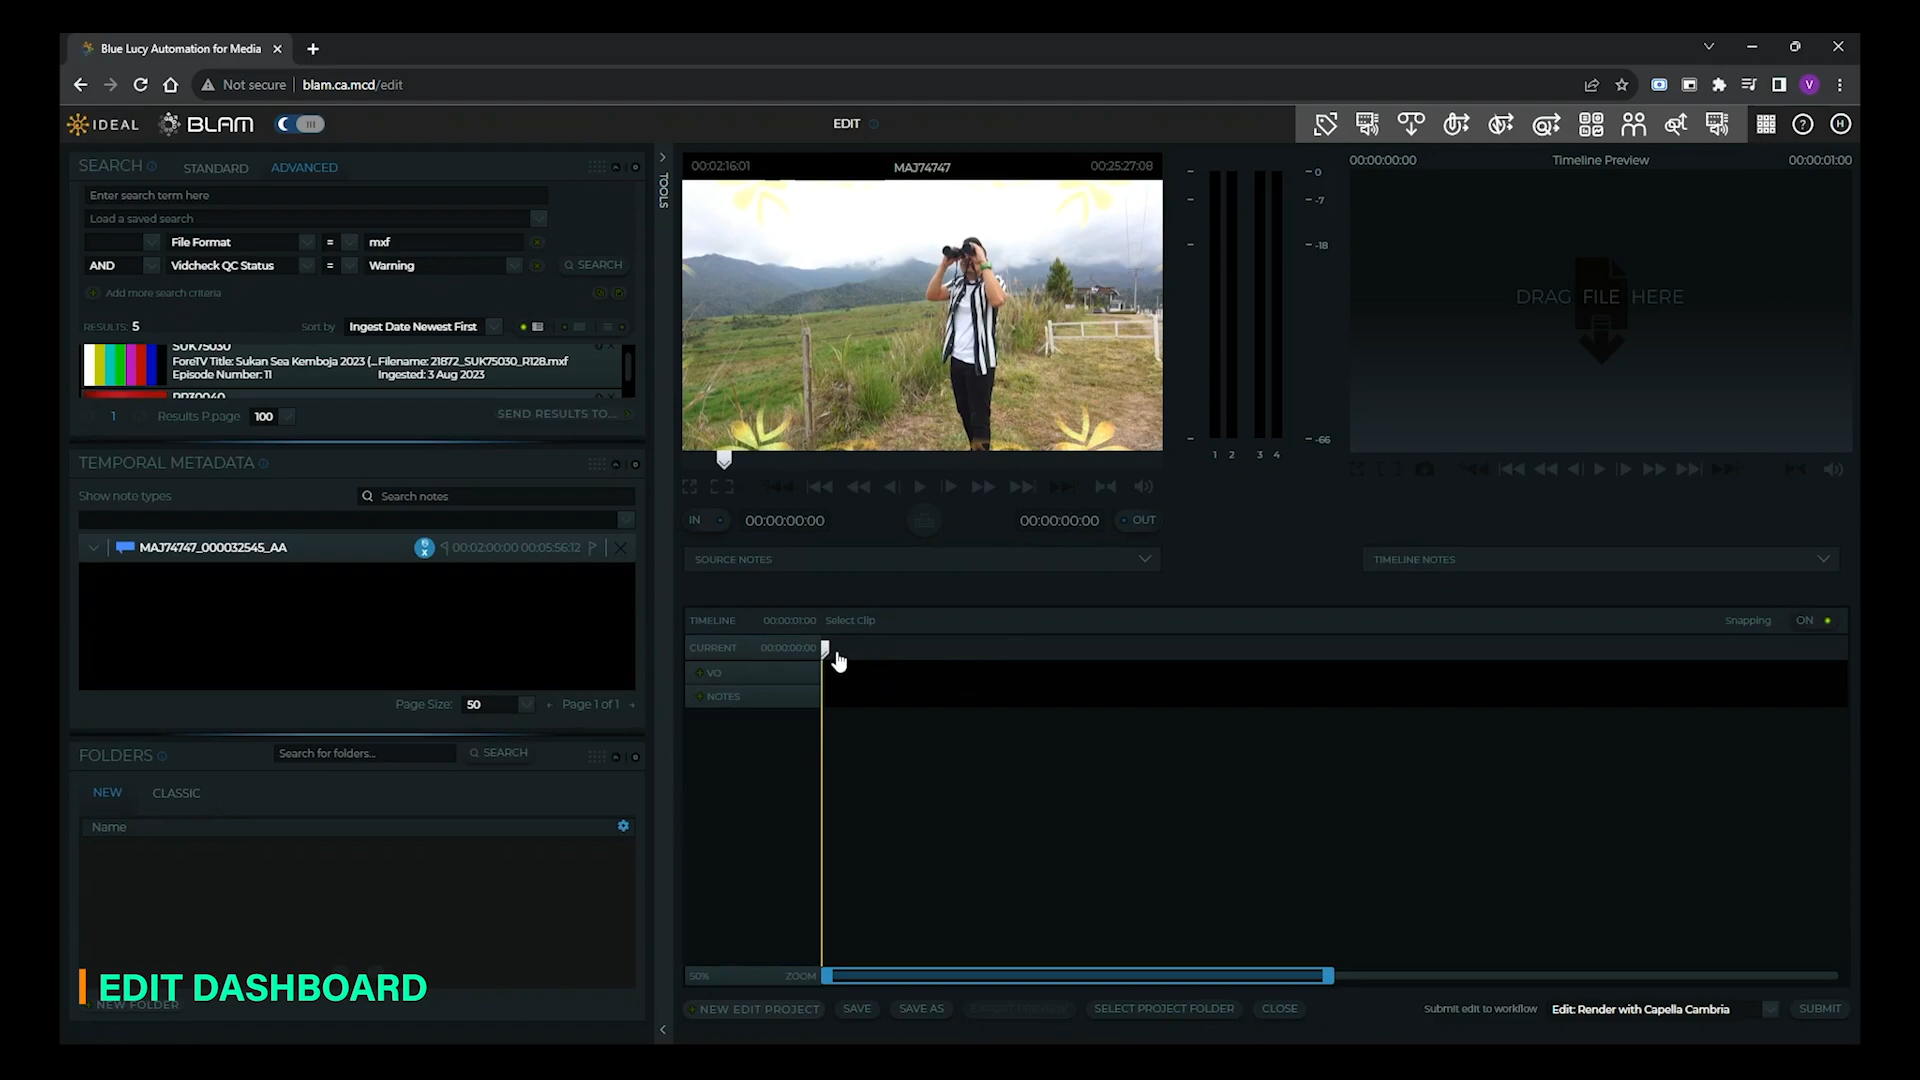 Blue Lucy Automation for Media
Not secure
blam.ca.mcd/edit
V
IDEAL
BLAM
EDIT
H
SEARCH
STANDARD
ADVANCED
Enter search term here
Load a saved search
File Format = mxf
AND Vidcheck QC Status = Warning
SEARCH
Add more search criteria
RESULTS: 5
Sort by
Ingest Date Newest First
SUK75030
ForeTV Title: Sukan Sea Kemboja 2023 (... Filename: 21872_SUK75030_R128.mxf
Episode Number: 11
Ingested: 3 Aug 2023
1
Results P.page
100
SEND RESULTS TO...
TEMPORAL METADATA
Show note types
Search notes
MAJ74747_000032545_AA
00:02:00:00 00:05:56:12
Page Size:
50
Page 1 of 1
FOLDERS
Search for folders...
SEARCH
NEW
CLASSIC
Name
NEW FOLDER
EDIT DASHBOARD
TOOLS
00:02:16:01
MAJ74747
00:25:27:08
0
-7
-18
-66
1 2 3 4
00:00:00:00
Timeline Preview
00:00:01:00
DRAG FILE HERE
IN
00:00:00:00
00:00:00:00
OUT
SOURCE NOTES
TIMELINE NOTES
TIMELINE
00:00:01:00
Select Clip
Snapping
ON
CURRENT
00:00:00:00
+ VO
+ NOTES
50%
ZOOM
+ NEW EDIT PROJECT
SAVE
SAVE AS
EXPORT PREVIEW
SELECT PROJECT FOLDER
CLOSE
Submit edit to workflow
Edit: Render with Capella Cambria
SUBMIT